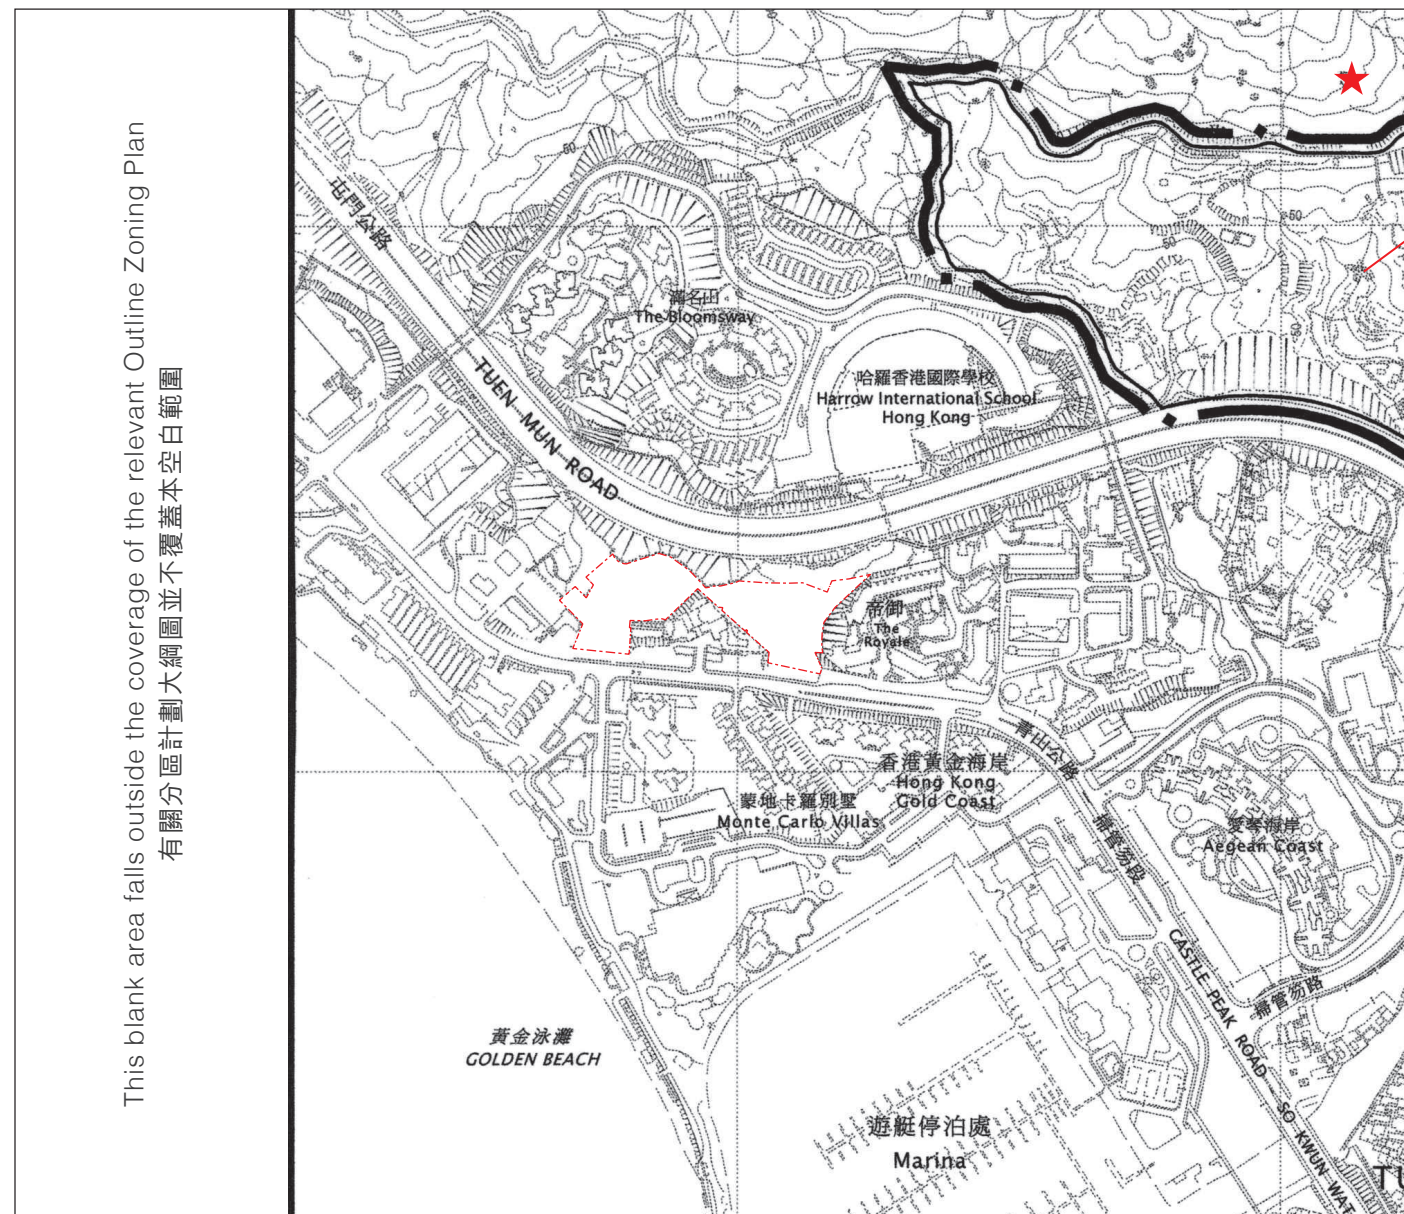 This blank area falls outside the coverage of the relevant Outline Zoning Plan
有關分區計劃大綱圖並不覆蓋本空白範圍
屯門公路
50
50
50
50
50
滿名山
The Bloomsway
TUEN MUN ROAD
哈羅香港國際學校
Harrow International School
Hong Kong
帝御
The
Royale
青山公路 - 掃管笏段
香港黃金海岸
Hong Kong
Gold Coast
蒙地卡羅別墅
Monte Carlo Villas
愛琴海岸
Aegean Coast
CASTLE PEAK ROAD - SO KWUN WAT
掃管笏路
黃金泳灘
GOLDEN BEACH
遊艇停泊處
Marina
TU